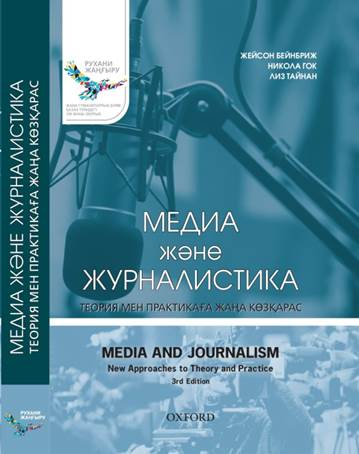 РУХАНИ
ЖАҢҒЫРУ
ЖЕЙСОН БЕЙНБРИЖ
НИКОЛА ГОК
ЛИЗ ТАЙНАН
МЕДИА
және
ЖУРНАЛИСТИКА
ТЕОРИЯ МЕН ПРАКТИКАҒА ЖАҢА КӨЗҚАРАС
MEDIA AND JOURNALISM
New Approaches to Theory and Practice
3rd Edition
OXFORD
МЕДИА ЖӘНЕ ЖУРНАЛИСТИКА
ТЕОРИЯ МЕН ПРАКТИКАҒА ЖАҢА КӨЗҚАРАС
РУХАНИ
ЖАҢҒЫРУ